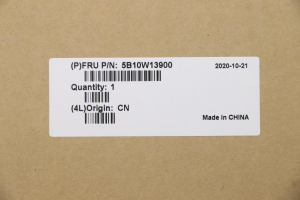 (P)FRU P/N: 5B10W13900
2020-10-21
Quantity: 1
(4L)Origin: CN
Made in CHINA